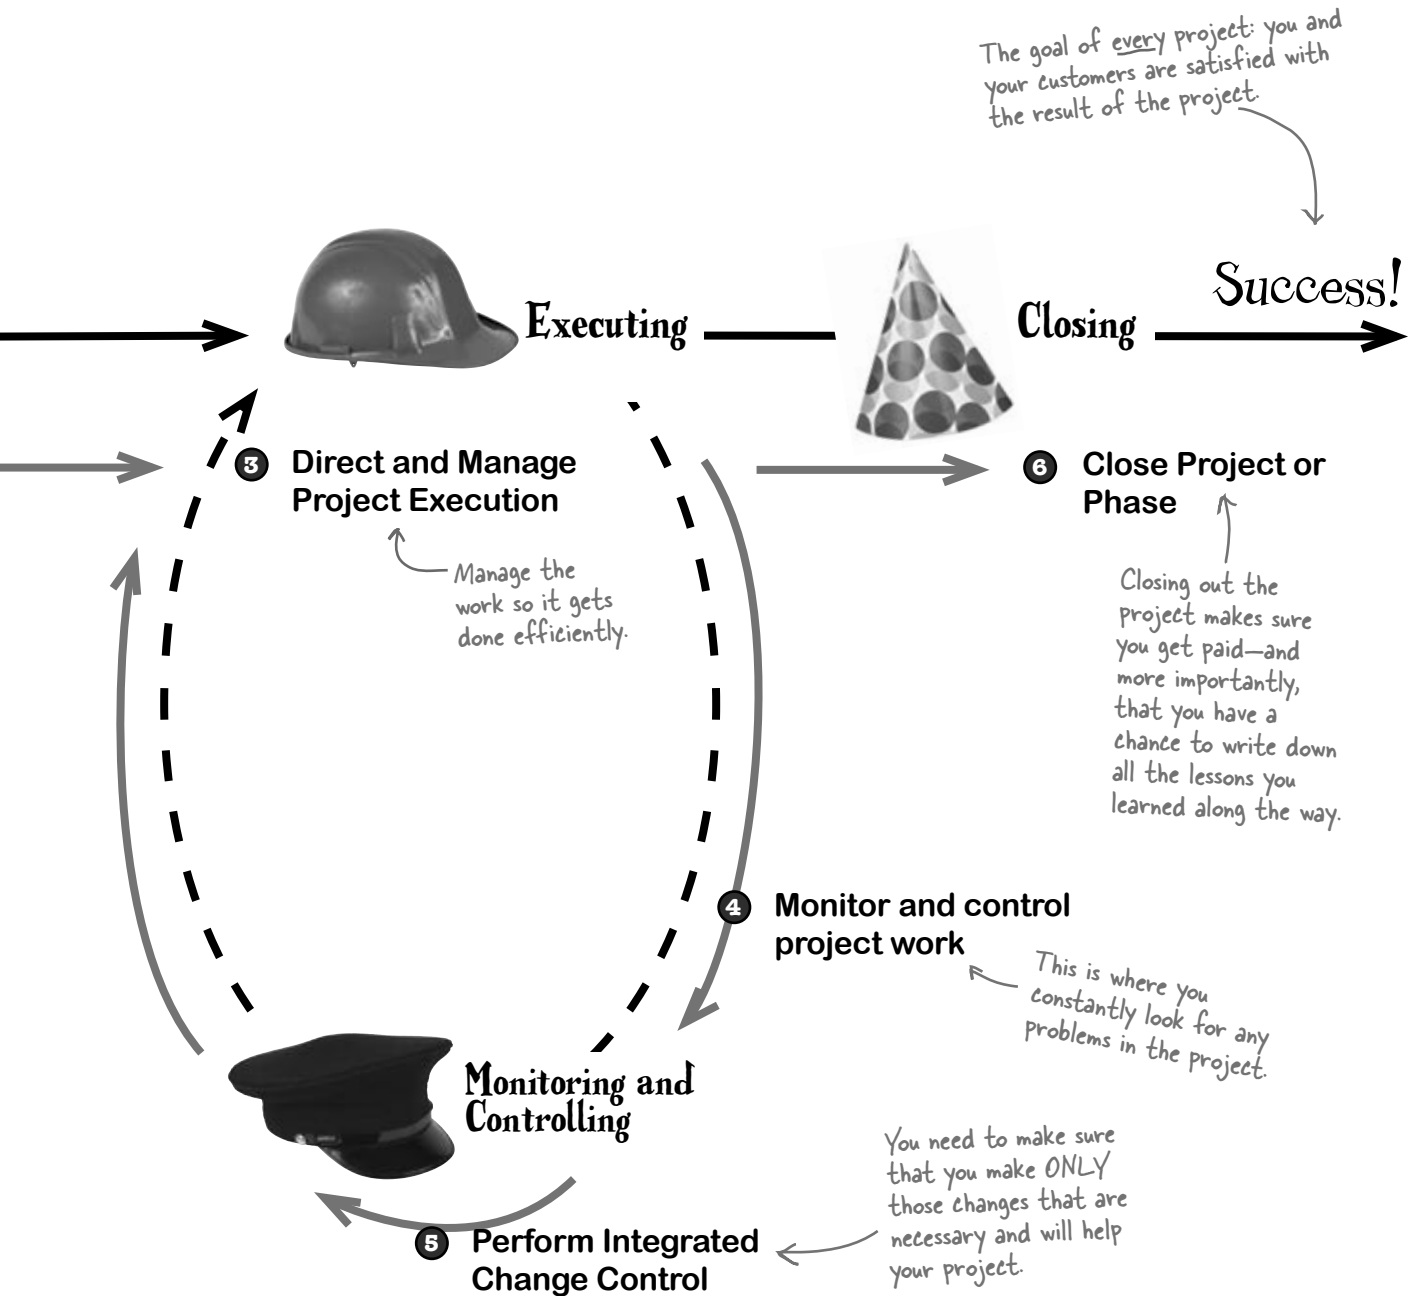 The goal of every project: you and
your customers are satisfied with
the result of the project.
Success!
Executing
Closing
3 Direct and Manage
Project Execution
Manage the
work so it gets
done efficiently.
6 Close Project or
Phase
Closing out the
project makes sure
you get paid—and
more importantly,
that you have a
chance to write down
all the lessons you
learned along the way.
4 Monitor and control
project work
This is where you
constantly look for any
problems in the project.
Monitoring and
Controlling
You need to make sure
that you make ONLY
those changes that are
necessary and will help
your project.
5 Perform Integrated
Change Control